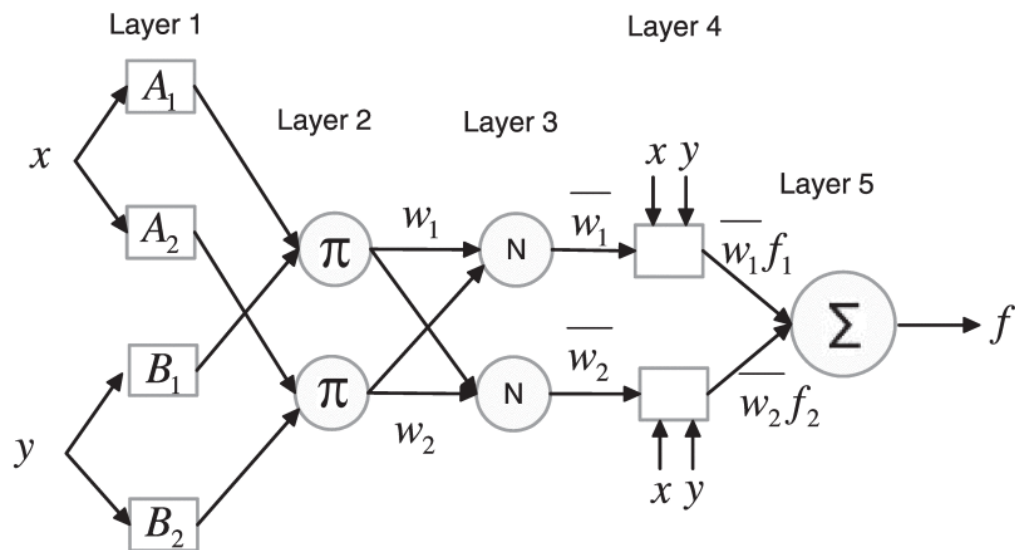 Layer 1
Layer 4
A₁
Layer 2
Layer 3
x
x y
Layer 5
A₂
w₁
w̅₁
π
N
w̅₁f₁
Σ
f
B₁
w̅₂
π
N
w₂
w̅₂f₂
y
x y
B₂